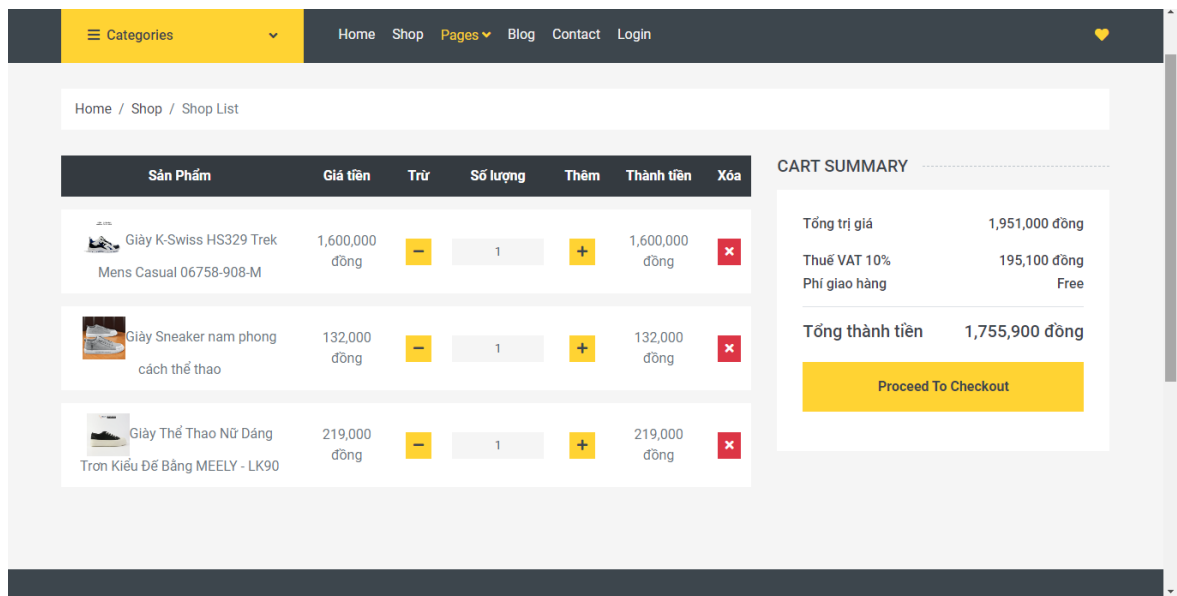 Categories Home Shop Pages Blog Contact Login
Home / Shop / Shop List
Sản Phẩm Giá tiền Trừ Số lượng Thêm Thành tiền Xóa
Giày K-Swiss HS329 Trek
Mens Casual 06758-908-M
1,600,000
đồng
1
1,600,000
đồng
Giày Sneaker nam phong
cách thể thao
132,000
đồng
1
132,000
đồng
Giày Thể Thao Nữ Dáng
Trơn Kiểu Đế Bằng MEELY - LK90
219,000
đồng
1
219,000
đồng
CART SUMMARY
Tổng trị giá 1,951,000 đồng
Thuế VAT 10% 195,100 đồng
Phí giao hàng Free
Tổng thành tiền 1,755,900 đồng
Proceed To Checkout